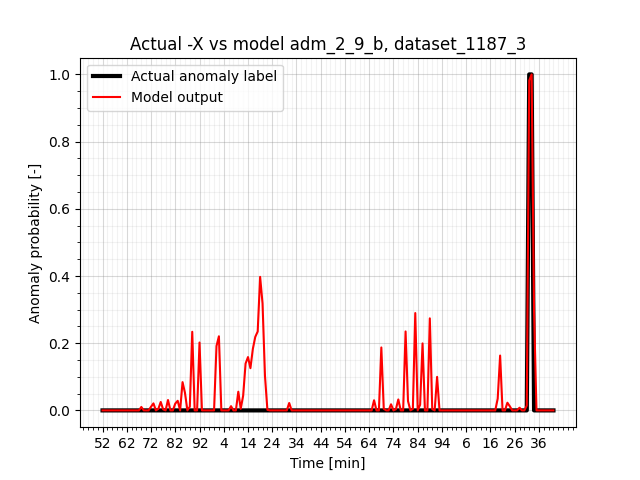 Actual -X vs model adm_2_9_b, dataset_1187_3
Actual anomaly label
Model output
Anomaly probability [-]
1.0
0.8
0.6
0.4
0.2
0.0
52 62 72 82 92 4 14 24 34 44 54 64 74 84 94 6 16 26 36
Time [min]